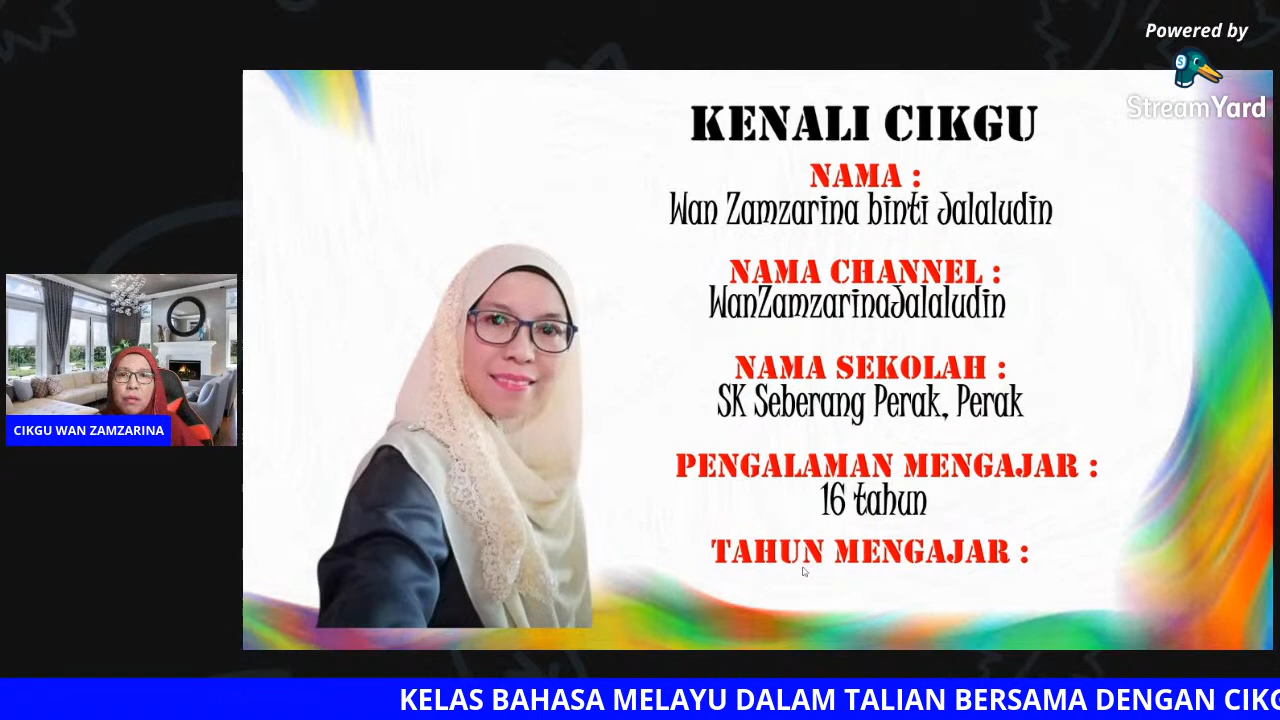 Powered by
StreamYard
KENALI CIKGU
NAMA :
Wan Zamzarina binti Jalaludin
NAMA CHANNEL :
WanZamzarinaJalaludin
NAMA SEKOLAH :
SK Seberang Perak, Perak
PENGALAMAN MENGAJAR :
16 tahun
TAHUN MENGAJAR :
CIKGU WAN ZAMZARINA
KELAS BAHASA MELAYU DALAM TALIAN BERSAMA DENGAN CIKG